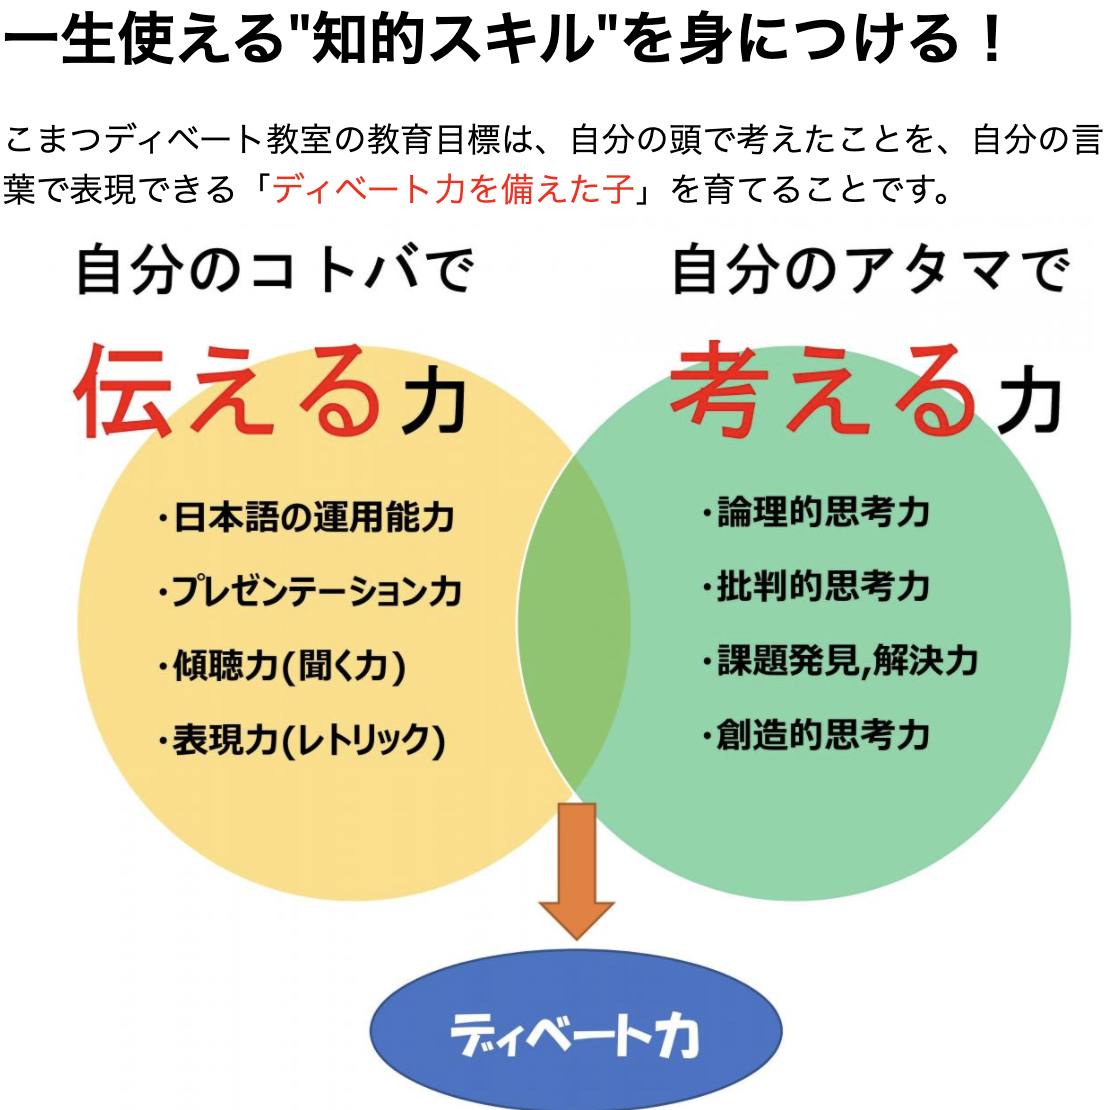 一生使える"知的スキル"を身につける！
こまつディベート教室の教育目標は、自分の頭で考えたことを、自分の言
葉で表現できる「ディベート力を備えた子」を育てることです。
自分のコトバで
伝える力
・日本語の運用能力
・プレゼンテーション力
・傾聴力(聞く力)
・表現力(レトリック)
自分のアタマで
考える力
・論理的思考力
・批判的思考力
・課題発見,解決力
・創造的思考力
ディベート力